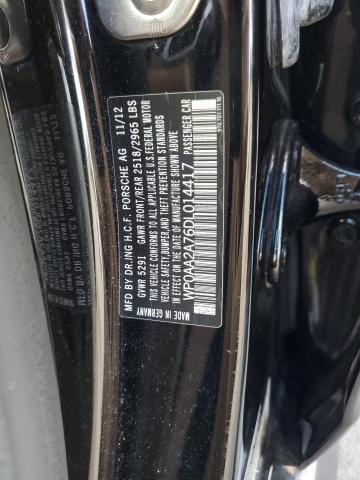 MFD BY DR.ING H.C.F. PORSCHE AG 11/12
GVWR 5291 GAWR FRONT/REAR 2518/2965 LBS
THIS VEHICLE CONFORMS TO ALL APPLICABLE U.S.FEDERAL MOTOR
VEHICLE SAFETY,BUMPER,AND THEFT PREVENTION STANDARDS
IN EFFECT ON THE DATE OF MANUFACTURE SHOWN ABOVE
WP0AA2A76DL014417 PASSENGER CAR
MADE IN GERMANY